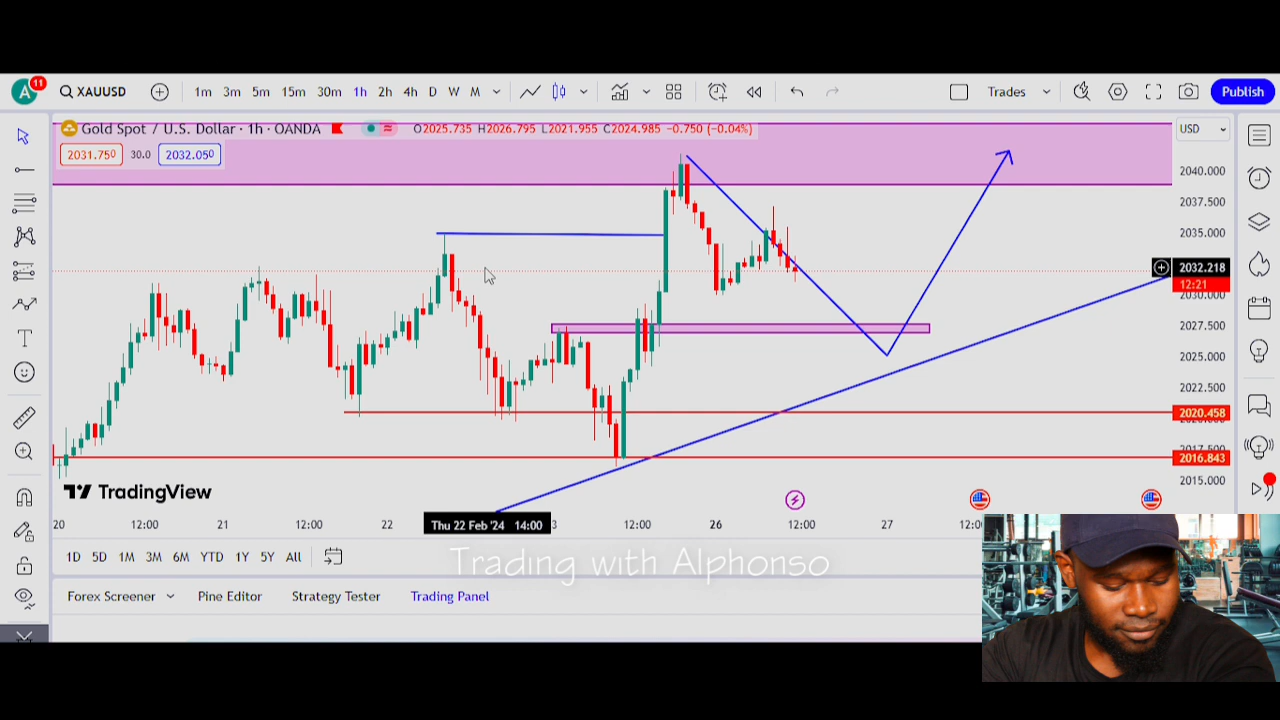 A 11 XAUUSD 1m 3m 5m 15m 30m 1h 2h 4h D W M Trades Publish
Gold Spot / U.S. Dollar · 1h · OANDA O2025.735 H2026.795 L2021.955 C2024.985 −0.750 (−0.04%) USD
2031.750 30.0 2032.050
2040.000
2037.500
2035.000
2032.218
12:21
2030.000
2027.500
2025.000
2022.500
2020.458
2016.843
2015.000
TradingView
20 12:00 21 12:00 22 Thu 22 Feb '24 14:00 3 12:00 26 12:00 27 12:0
1D 5D 1M 3M 6M YTD 1Y 5Y All
Trading with Alphonso
Forex Screener Pine Editor Strategy Tester Trading Panel